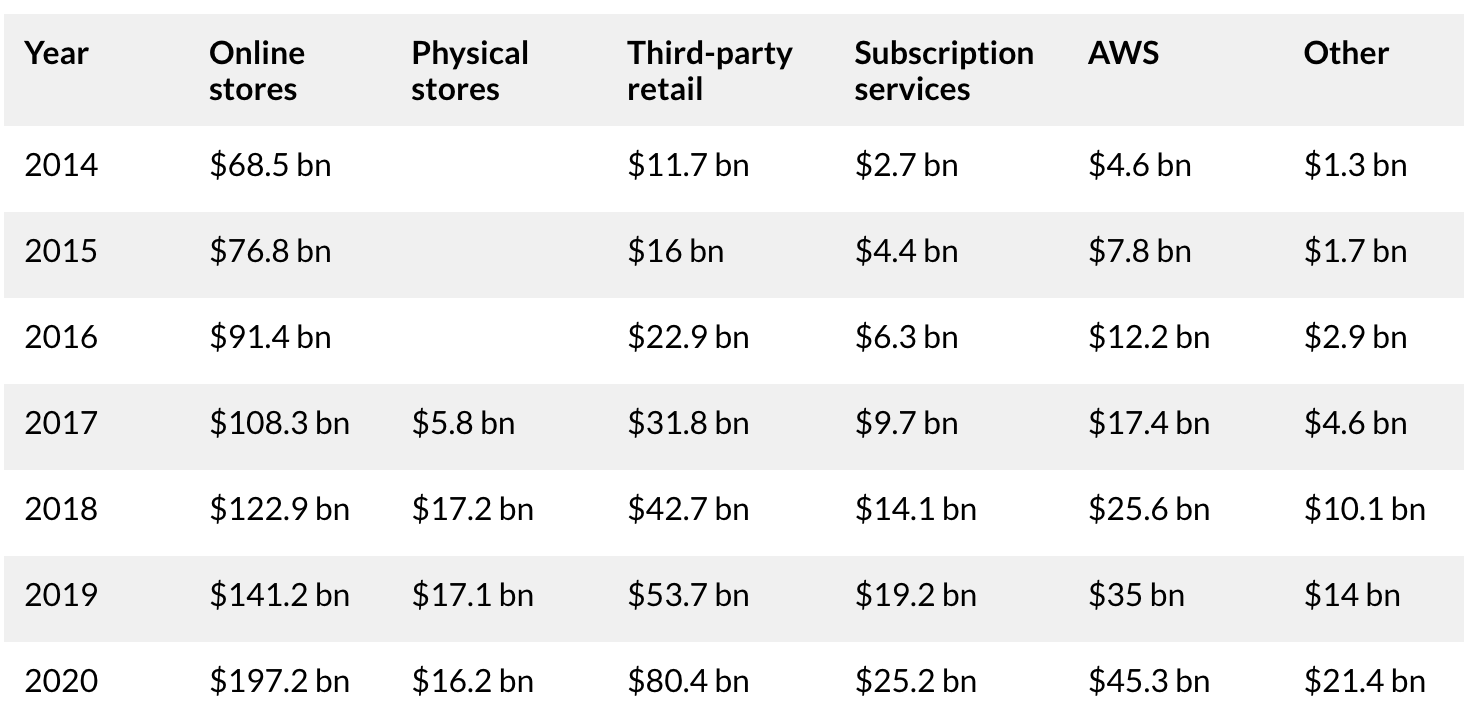 Year Online stores Physical stores Third-party retail Subscription services AWS Other
2014 $68.5 bn $11.7 bn $2.7 bn $4.6 bn $1.3 bn
2015 $76.8 bn $16 bn $4.4 bn $7.8 bn $1.7 bn
2016 $91.4 bn $22.9 bn $6.3 bn $12.2 bn $2.9 bn
2017 $108.3 bn $5.8 bn $31.8 bn $9.7 bn $17.4 bn $4.6 bn
2018 $122.9 bn $17.2 bn $42.7 bn $14.1 bn $25.6 bn $10.1 bn
2019 $141.2 bn $17.1 bn $53.7 bn $19.2 bn $35 bn $14 bn
2020 $197.2 bn $16.2 bn $80.4 bn $25.2 bn $45.3 bn $21.4 bn